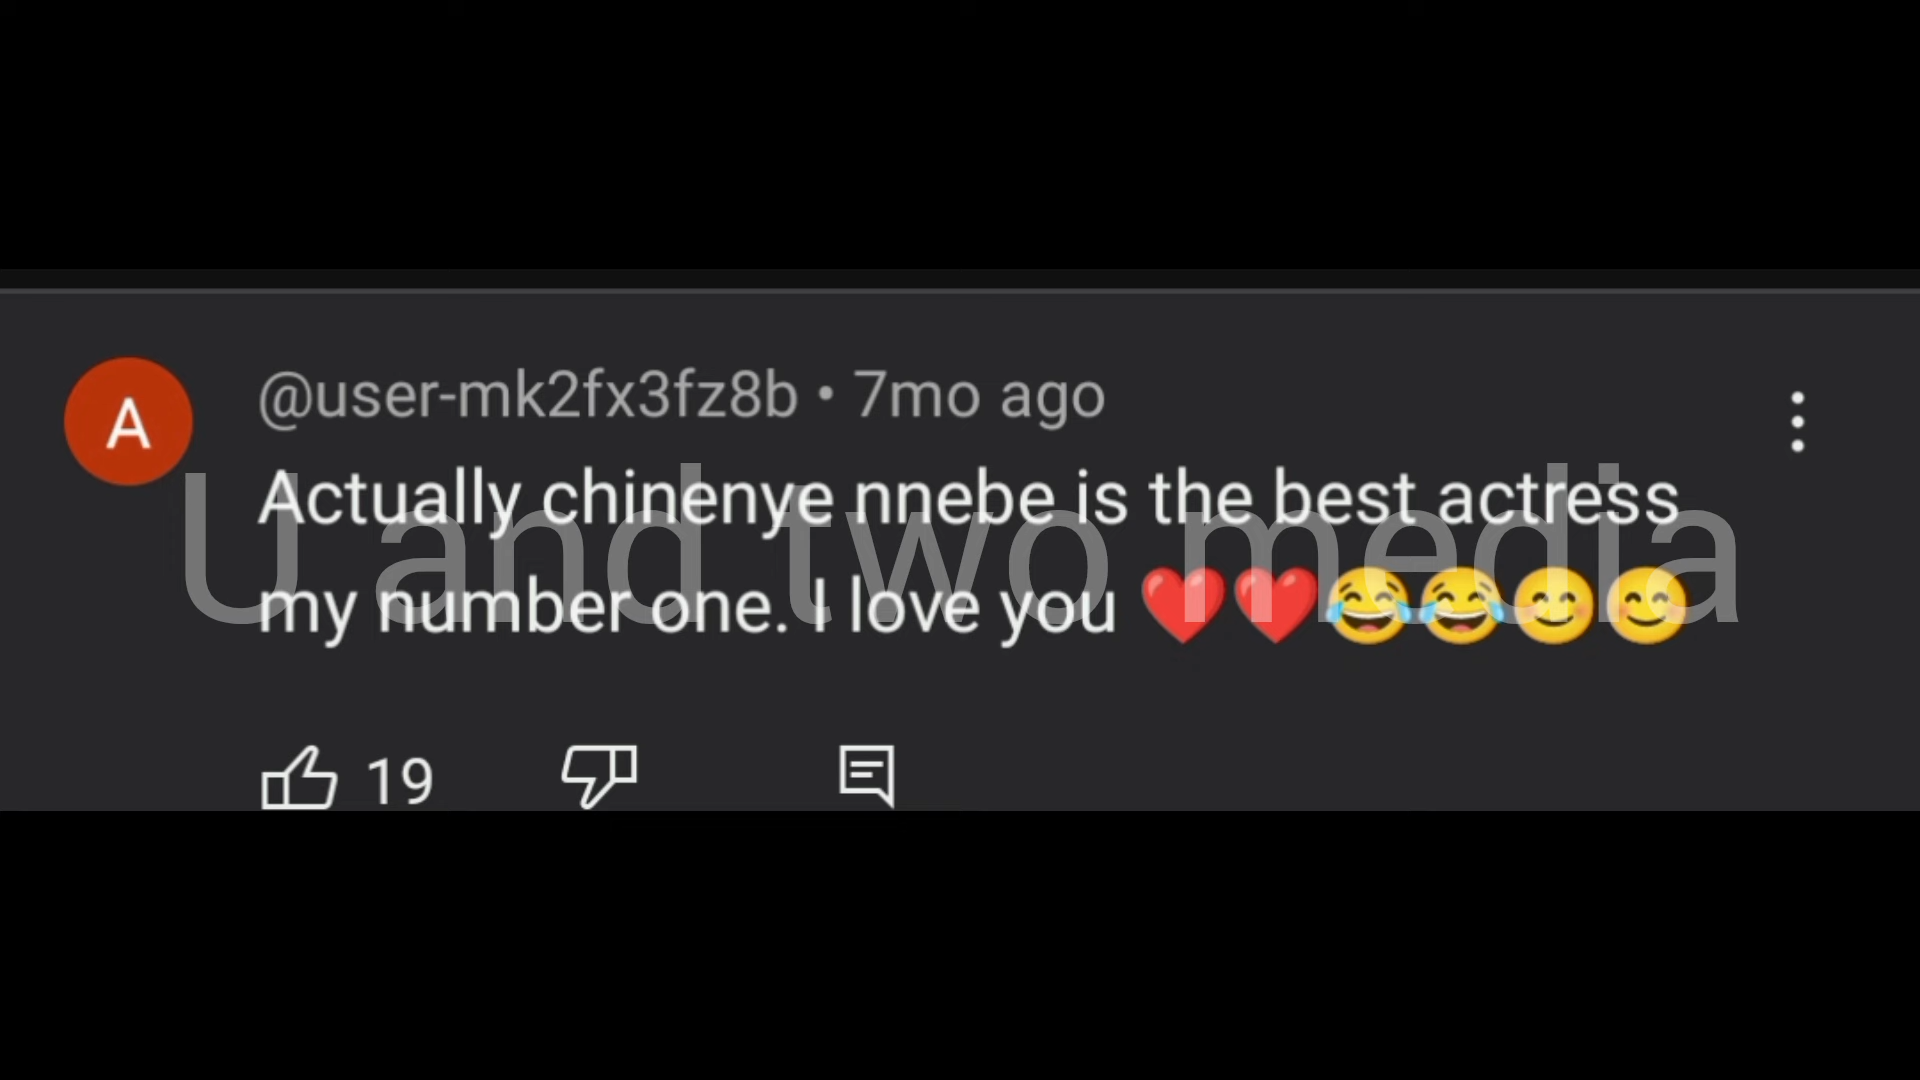 A
@user-mk2fx3fz8b • 7mo ago
Actually chinenye nnebe is the best actress
my number one. I love you ❤️❤️😂😂😊😊
U and two media
19